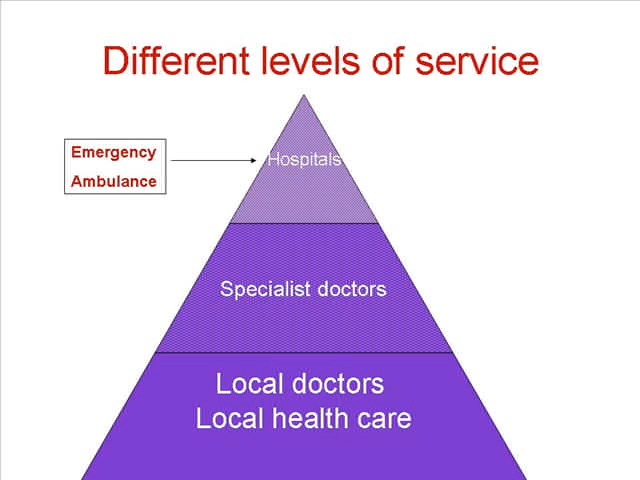 Different levels of service
Emergency
Ambulance
Hospitals
Specialist doctors
Local doctors
Local health care